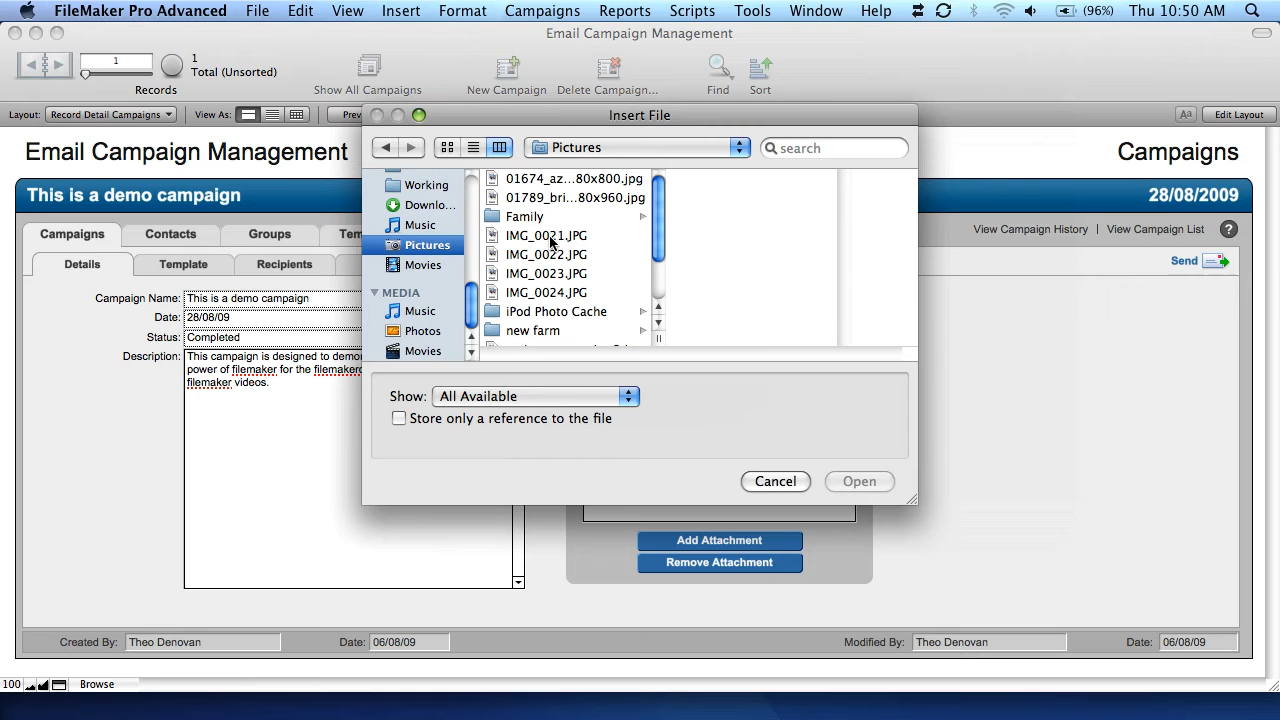 FileMaker Pro Advanced File Edit View Insert Format Campaigns Reports Scripts Tools Window Help (96%) Thu 10:50 AM
Email Campaign Management
1
1
Total (Unsorted)
Records Show All Campaigns New Campaign Delete Campaign... Find Sort
Layout: Record Detail Campaigns View As: Prev Aa Edit Layout
Insert File
Pictures search
Email Campaign Management Campaigns
This is a demo campaign 28/08/2009
Campaigns Contacts Groups Tem
View Campaign History View Campaign List ?
Details Template Recipients Send
Working
Downlo...
Music
Pictures
Movies
MEDIA
Music
Photos
Movies
01674_az...80x800.jpg
01789_bri...80x960.jpg
Family
IMG_0021.JPG
IMG_0022.JPG
IMG_0023.JPG
IMG_0024.JPG
iPod Photo Cache
new farm
Show: All Available
Store only a reference to the file
Cancel Open
Campaign Name: This is a demo campaign
Date: 28/08/09
Status: Completed
Description: This campaign is designed to demo
power of filemaker for the filemaker
filemaker videos.
Add Attachment
Remove Attachment
Created By: Theo Denovan Date: 06/08/09 Modified By: Theo Denovan Date: 06/08/09
100 Browse